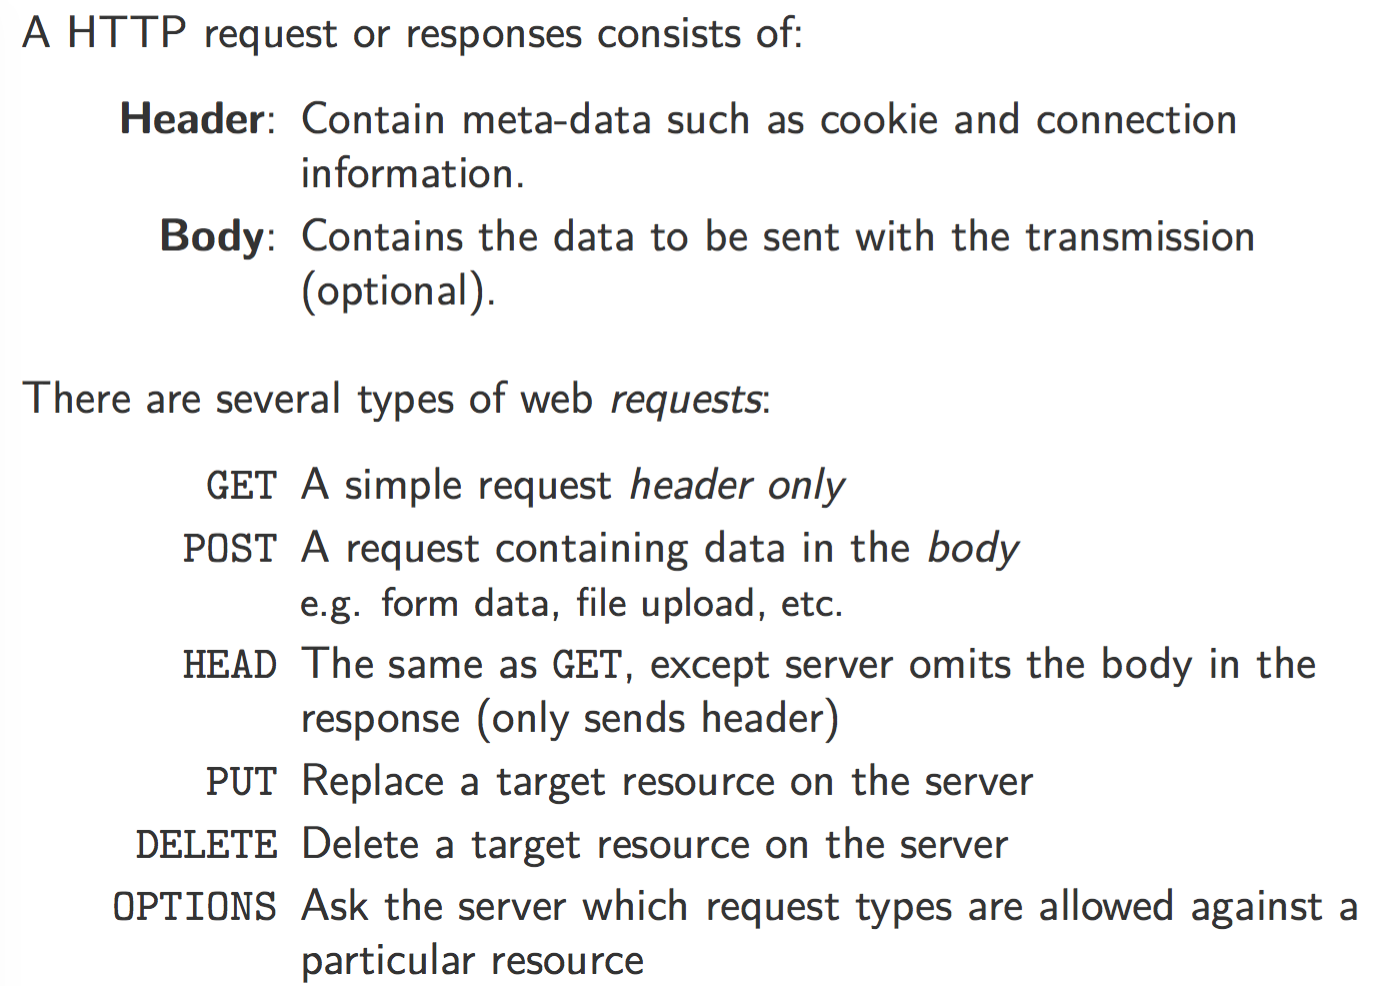 A HTTP request or responses consists of:
Header: Contain meta-data such as cookie and connection
information.
Body: Contains the data to be sent with the transmission
(optional).
There are several types of web requests:
GET A simple request header only
POST A request containing data in the body
e.g. form data, file upload, etc.
HEAD The same as GET, except server omits the body in the
response (only sends header)
PUT Replace a target resource on the server
DELETE Delete a target resource on the server
OPTIONS Ask the server which request types are allowed against a
particular resource